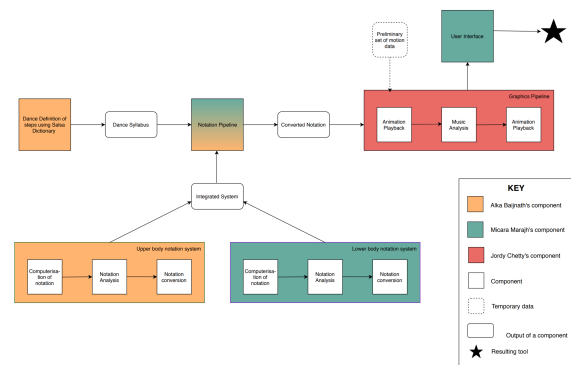 Preliminary
set of motion
data
User Interface
Graphics Pipeline
Dance Definition of
steps using Salsa
Dictionary
Dance Syllabus
Notation Pipeline
Converted Notation
Animation
Playback
Music
Analysis
Animation
Playback
Integrated System
Upper body notation system
Computerisa-
tion of
notation
Notation
Analysis
Notation
conversion
Lower body notation system
Computerisa-
tion of
notation
Notation
Analysis
Notation
conversion
KEY
Alka Baijnath's component
Micara Marajh's component
Jordy Chetty's component
Component
Temporary data
Output of a component
Resulting tool